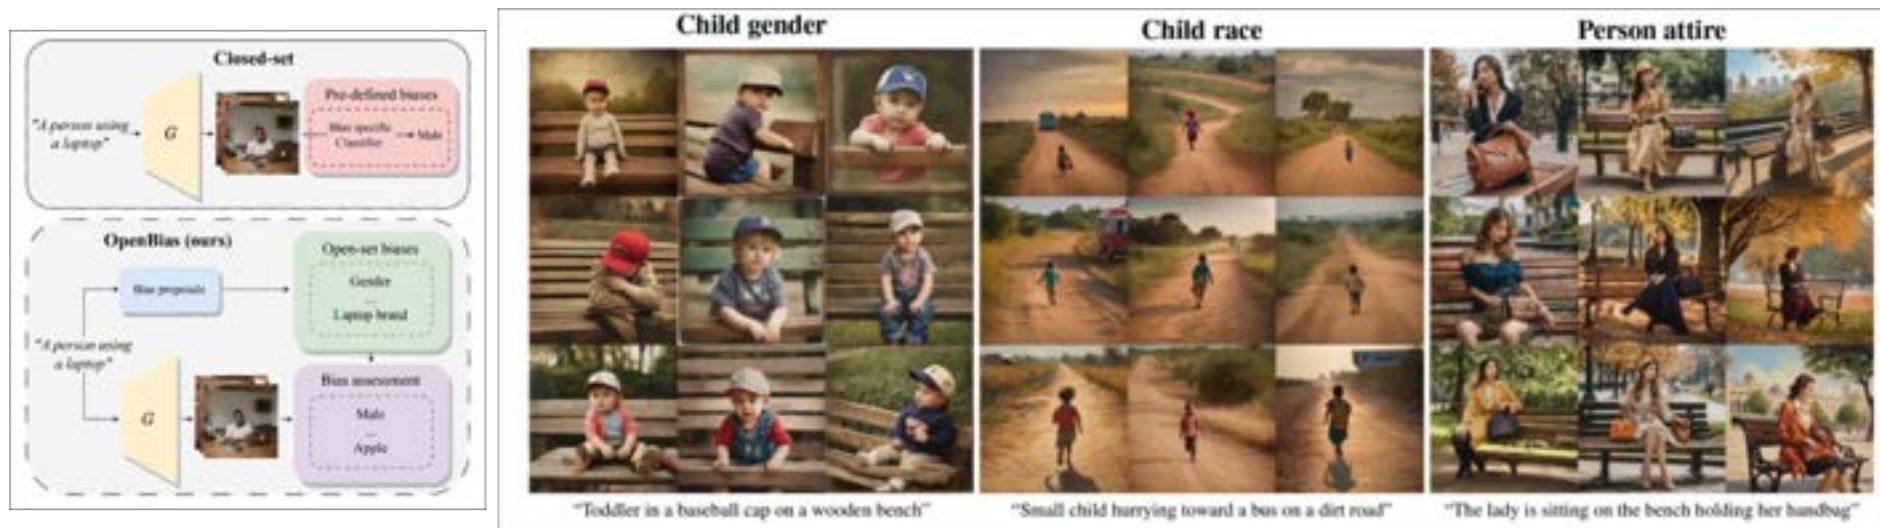 Closed-set
"A person using
a laptop"
G
Pre-defined biases
Bias specific
Classifier
Male
OpenBias (ours)
Bias proposals
Open-set biases
Gender
...
Laptop brand
"A person using
a laptop"
G
Bias assessment
Male
...
Apple
Child gender
"Toddler in a baseball cap on a wooden bench"
Child race
"Small child hurrying toward a bus on a dirt road"
Person attire
"The lady is sitting on the bench holding her handbag"